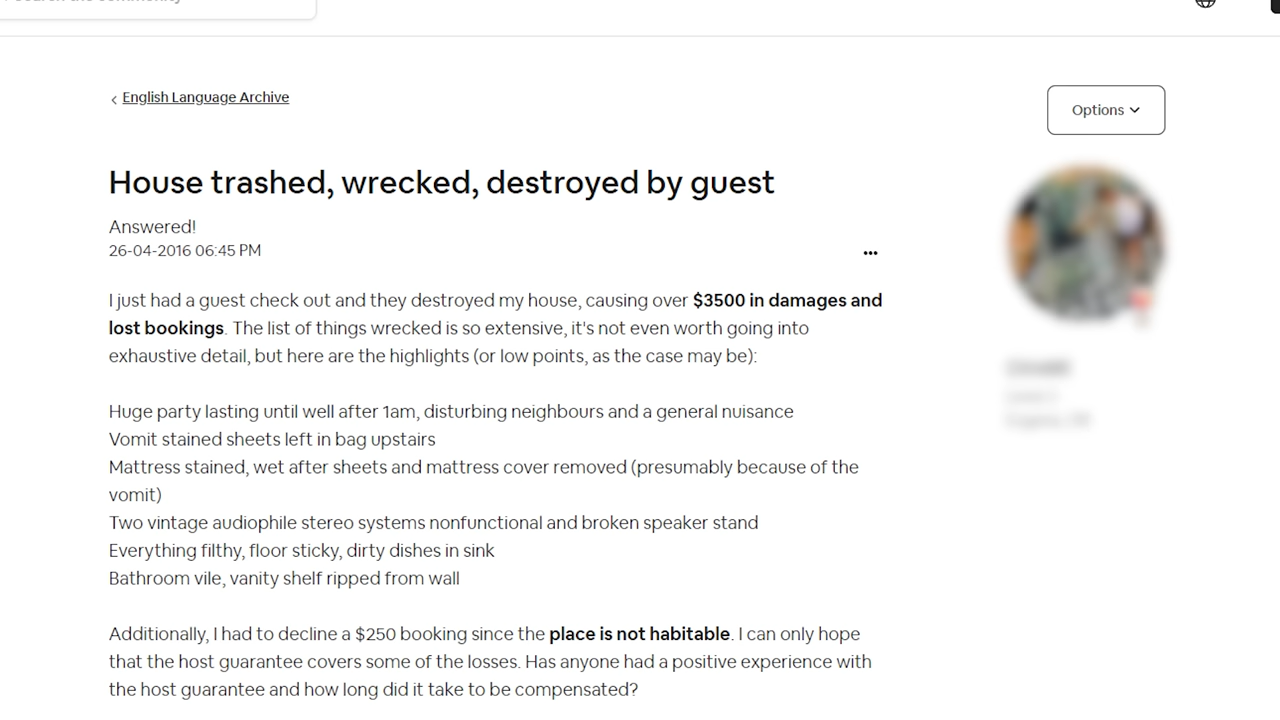 English Language Archive
Options
House trashed, wrecked, destroyed by guest
Answered!
26-04-2016 06:45 PM
I just had a guest check out and they destroyed my house, causing over $3500 in damages and
lost bookings. The list of things wrecked is so extensive, it's not even worth going into
exhaustive detail, but here are the highlights (or low points, as the case may be):
Huge party lasting until well after 1am, disturbing neighbours and a general nuisance
Vomit stained sheets left in bag upstairs
Mattress stained, wet after sheets and mattress cover removed (presumably because of the
vomit)
Two vintage audiophile stereo systems nonfunctional and broken speaker stand
Everything filthy, floor sticky, dirty dishes in sink
Bathroom vile, vanity shelf ripped from wall
Additionally, I had to decline a $250 booking since the place is not habitable. I can only hope
that the host guarantee covers some of the losses. Has anyone had a positive experience with
the host guarantee and how long did it take to be compensated?